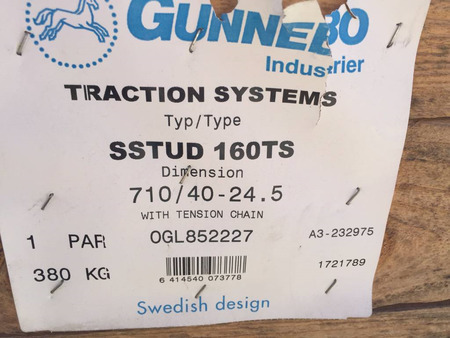 GUNNEBO
Industrier
TRACTION SYSTEMS
Typ/Type
SSTUD 160TS
Dimension
710/40-24.5
WITH TENSION CHAIN
1 PAR OGL852227 A3-232975
380 KG 1721789
6 414540 073778
Swedish design